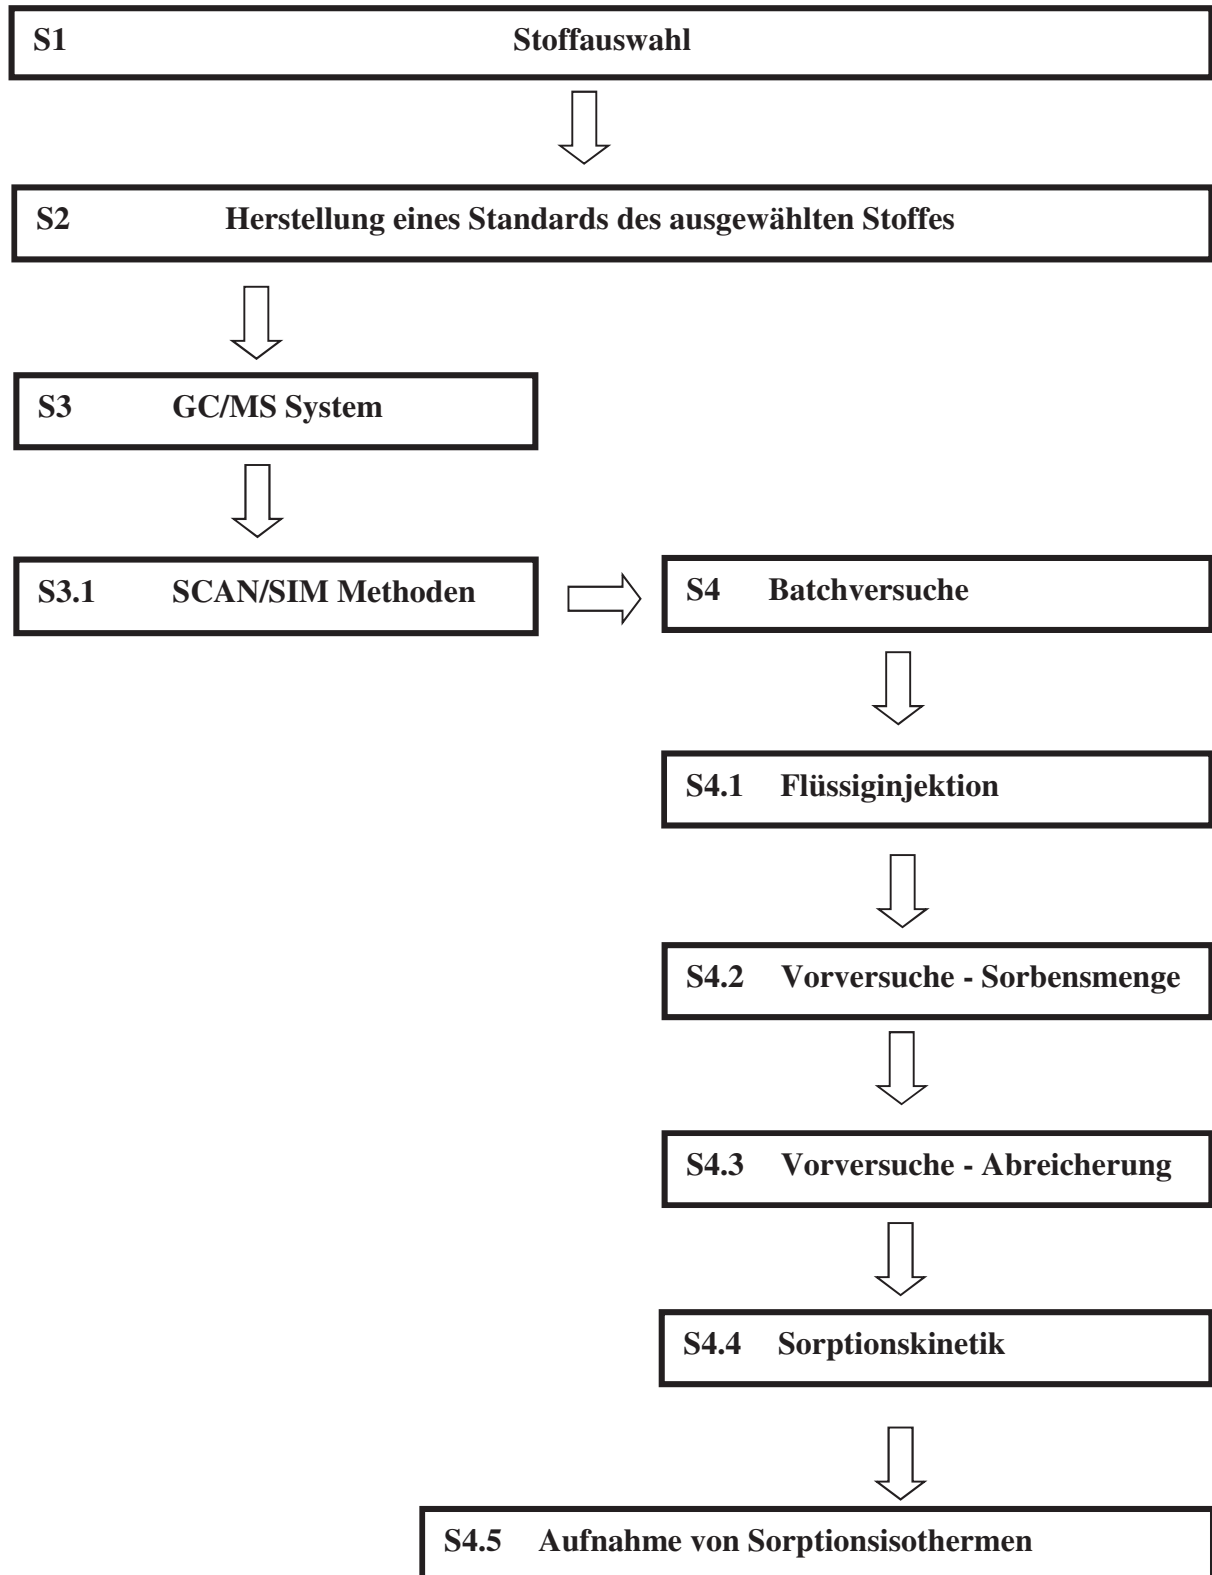 S1 Stoffauswahl
S2 Herstellung eines Standards des ausgewählten Stoffes
S3 GC/MS System
S3.1 SCAN/SIM Methoden
S4 Batchversuche
S4.1 Flüssiginjektion
S4.2 Vorversuche - Sorbensmenge
S4.3 Vorversuche - Abreicherung
S4.4 Sorptionskinetik
S4.5 Aufnahme von Sorptionsisothermen